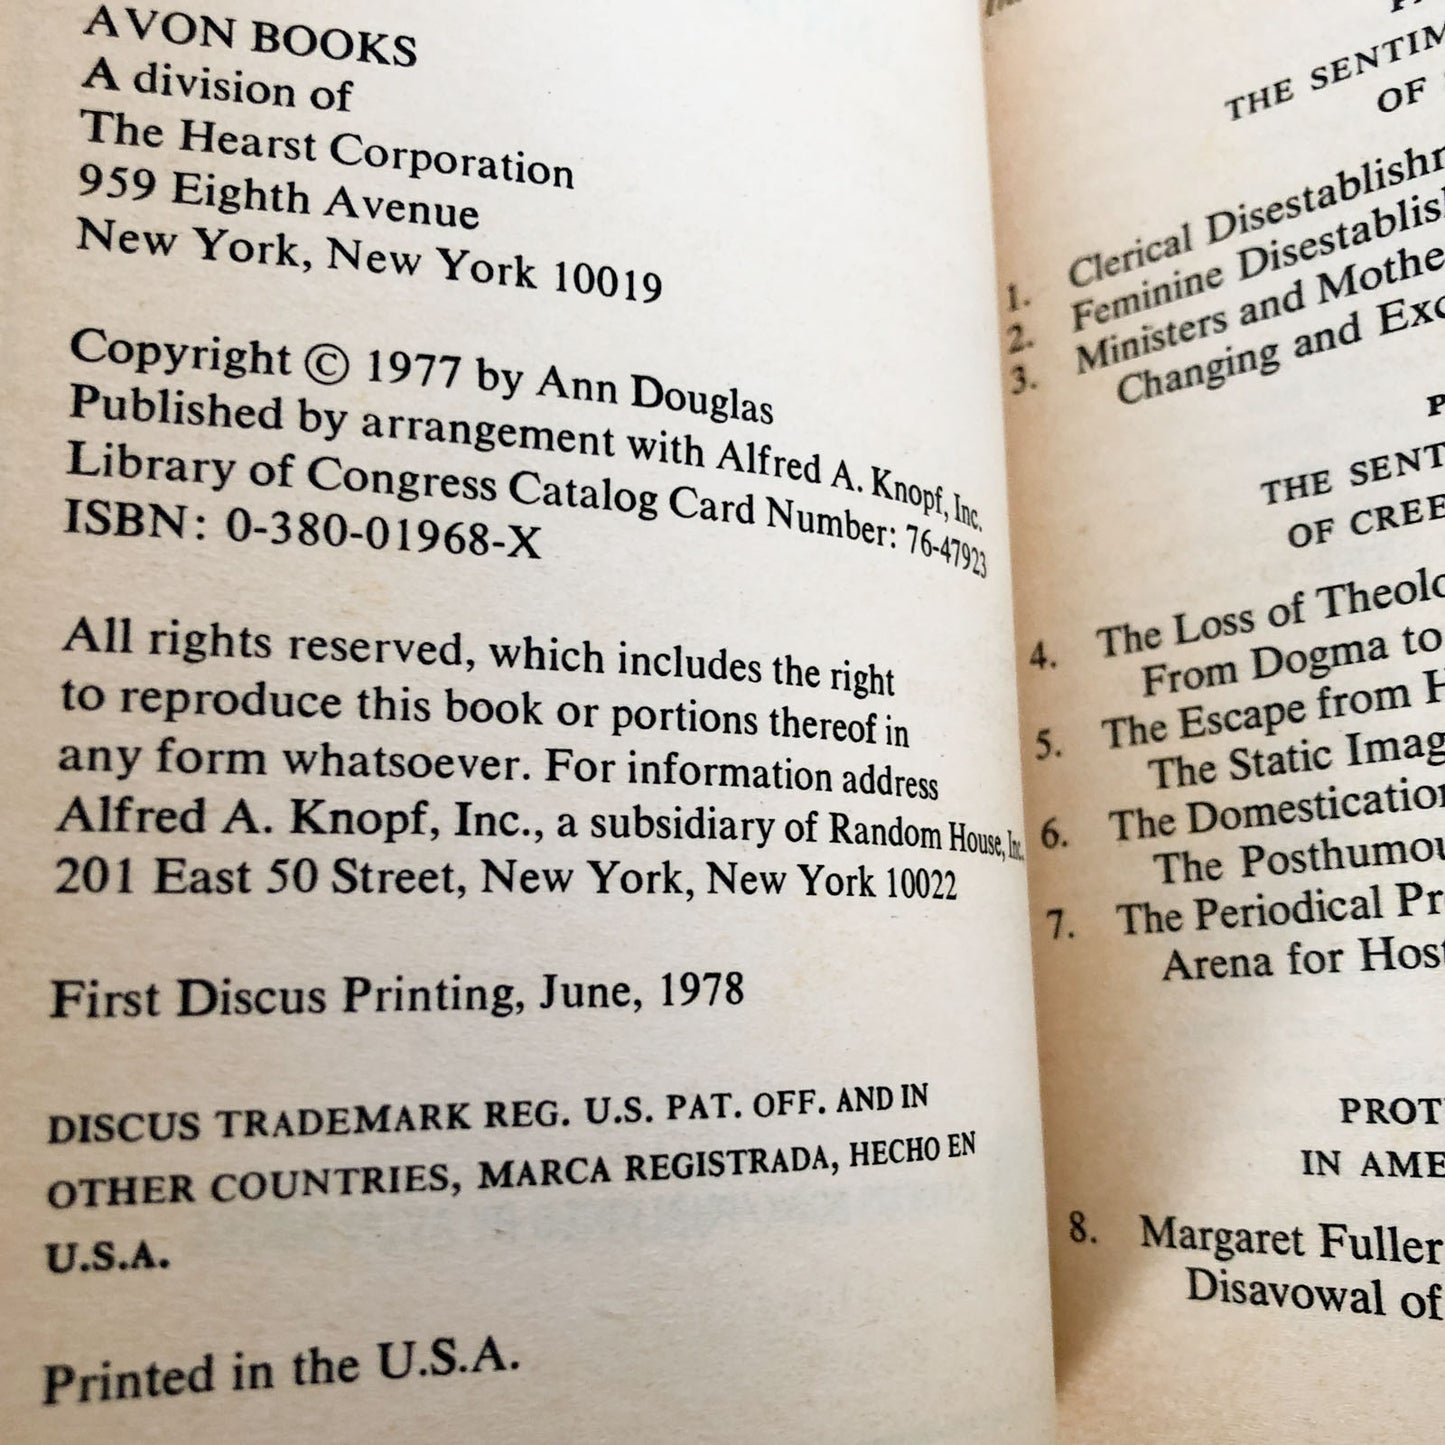 AVON BOOKS
A division of
The Hearst Corporation
959 Eighth Avenue
New York, New York 10019
Copyright © 1977 by Ann Douglas
Published by arrangement with Alfred A. Knopf, Inc.
Library of Congress Catalog Card Number: 76-47923
ISBN: 0-380-01968-X
All rights reserved, which includes the right
to reproduce this book or portions thereof in
any form whatsoever. For information address
Alfred A. Knopf, Inc., a subsidiary of Random House, Inc.
201 East 50 Street, New York, New York 10022
First Discus Printing, June, 1978
DISCUS TRADEMARK REG. U.S. PAT. OFF. AND IN
OTHER COUNTRIES, MARCA REGISTRADA, HECHO EN
U.S.A.
Printed in the U.S.A.
THE SENTIM
OF
1. Clerical Disestablishm
2. Feminine Disestablis
3. Ministers and Mothe
Changing and Exc
P
THE SENT
OF CREE
4. The Loss of Theolo
From Dogma to
5. The Escape from H
The Static Imag
6. The Domestication
The Posthumou
7. The Periodical Pr
Arena for Host
PROT
IN AME
8. Margaret Fuller
Disavowal of